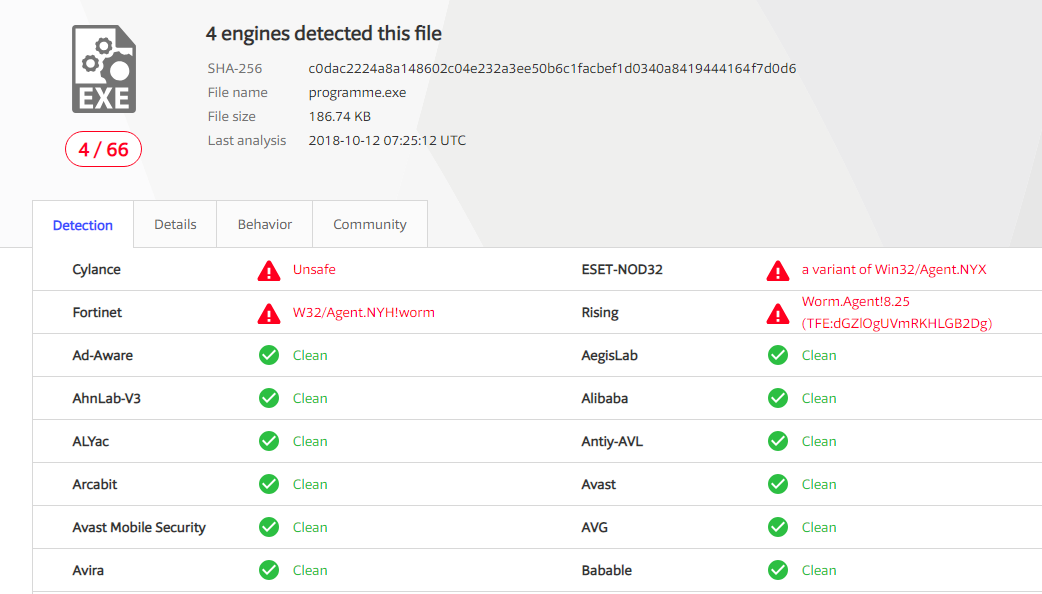 4 engines detected this file
SHA-256 c0dac2224a8a148602c04e232a3ee50b6c1facbef1d0340a8419444164f7d0d6
EXE
File name programme.exe
File size 186.74 KB
4 / 66
Last analysis 2018-10-12 07:25:12 UTC
Detection Details Behavior Community
Cylance Unsafe ESET-NOD32 a variant of Win32/Agent.NYX
Fortinet W32/Agent.NYH!worm Rising Worm.Agent!8.25
(TFE:dGZlOgUVmRKHLGB2Dg)
Ad-Aware Clean AegisLab Clean
AhnLab-V3 Clean Alibaba Clean
ALYac Clean Antiy-AVL Clean
Arcabit Clean Avast Clean
Avast Mobile Security Clean AVG Clean
Avira Clean Babable Clean